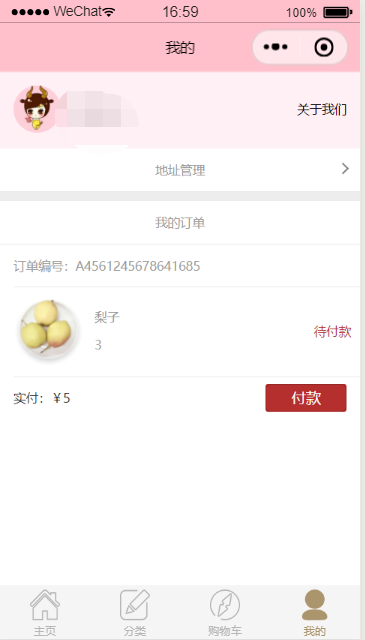 WeChat 16:59 100%
我的
关于我们
地址管理
我的订单
订单编号：A4561245678641685
梨子
3
待付款
实付：￥5 付款
主页 分类 购物车 我的